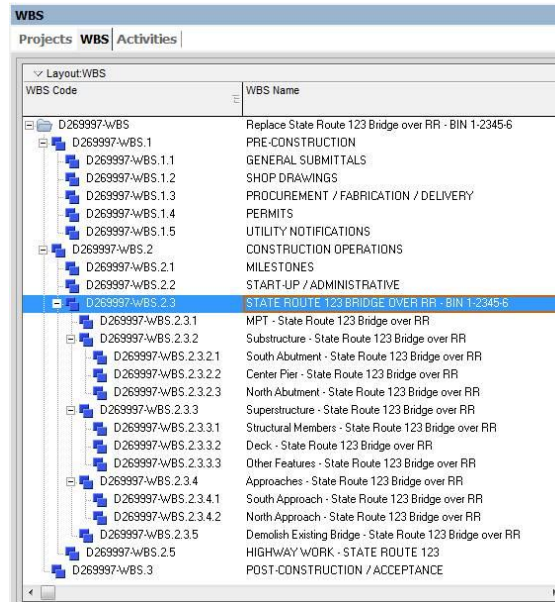 WBS
Projects WBS Activities
Layout:WBS
WBS Code WBS Name
D269997-WBS Replace State Route 123 Bridge over RR - BIN 1-2345-6
D269997-WBS.1 PRE-CONSTRUCTION
D269997-WBS.1.1 GENERAL SUBMITTALS
D269997-WBS.1.2 SHOP DRAWINGS
D269997-WBS.1.3 PROCUREMENT / FABRICATION / DELIVERY
D269997-WBS.1.4 PERMITS
D269997-WBS.1.5 UTILITY NOTIFICATIONS
D269997-WBS.2 CONSTRUCTION OPERATIONS
D269997-WBS.2.1 MILESTONES
D269997-WBS.2.2 START-UP / ADMINISTRATIVE
D269997-WBS.2.3 STATE ROUTE 123 BRIDGE OVER RR - BIN 1-2345-6
D269997-WBS.2.3.1 MPT - State Route 123 Bridge over RR
D269997-WBS.2.3.2 Substructure - State Route 123 Bridge over RR
D269997-WBS.2.3.2.1 South Abutment - State Route 123 Bridge over RR
D269997-WBS.2.3.2.2 Center Pier - State Route 123 Bridge over RR
D269997-WBS.2.3.2.3 North Abutment - State Route 123 Bridge over RR
D269997-WBS.2.3.3 Superstructure - State Route 123 Bridge over RR
D269997-WBS.2.3.3.1 Structural Members - State Route 123 Bridge over RR
D269997-WBS.2.3.3.2 Deck - State Route 123 Bridge over RR
D269997-WBS.2.3.3.3 Other Features - State Route 123 Bridge over RR
D269997-WBS.2.3.4 Approaches - State Route 123 Bridge over RR
D269997-WBS.2.3.4.1 South Approach - State Route 123 Bridge over RR
D269997-WBS.2.3.4.2 North Approach - State Route 123 Bridge over RR
D269997-WBS.2.3.5 Demolish Existing Bridge - State Route 123 Bridge over RR
D269997-WBS.2.5 HIGHWAY WORK - STATE ROUTE 123
D269997-WBS.3 POST-CONSTRUCTION / ACCEPTANCE